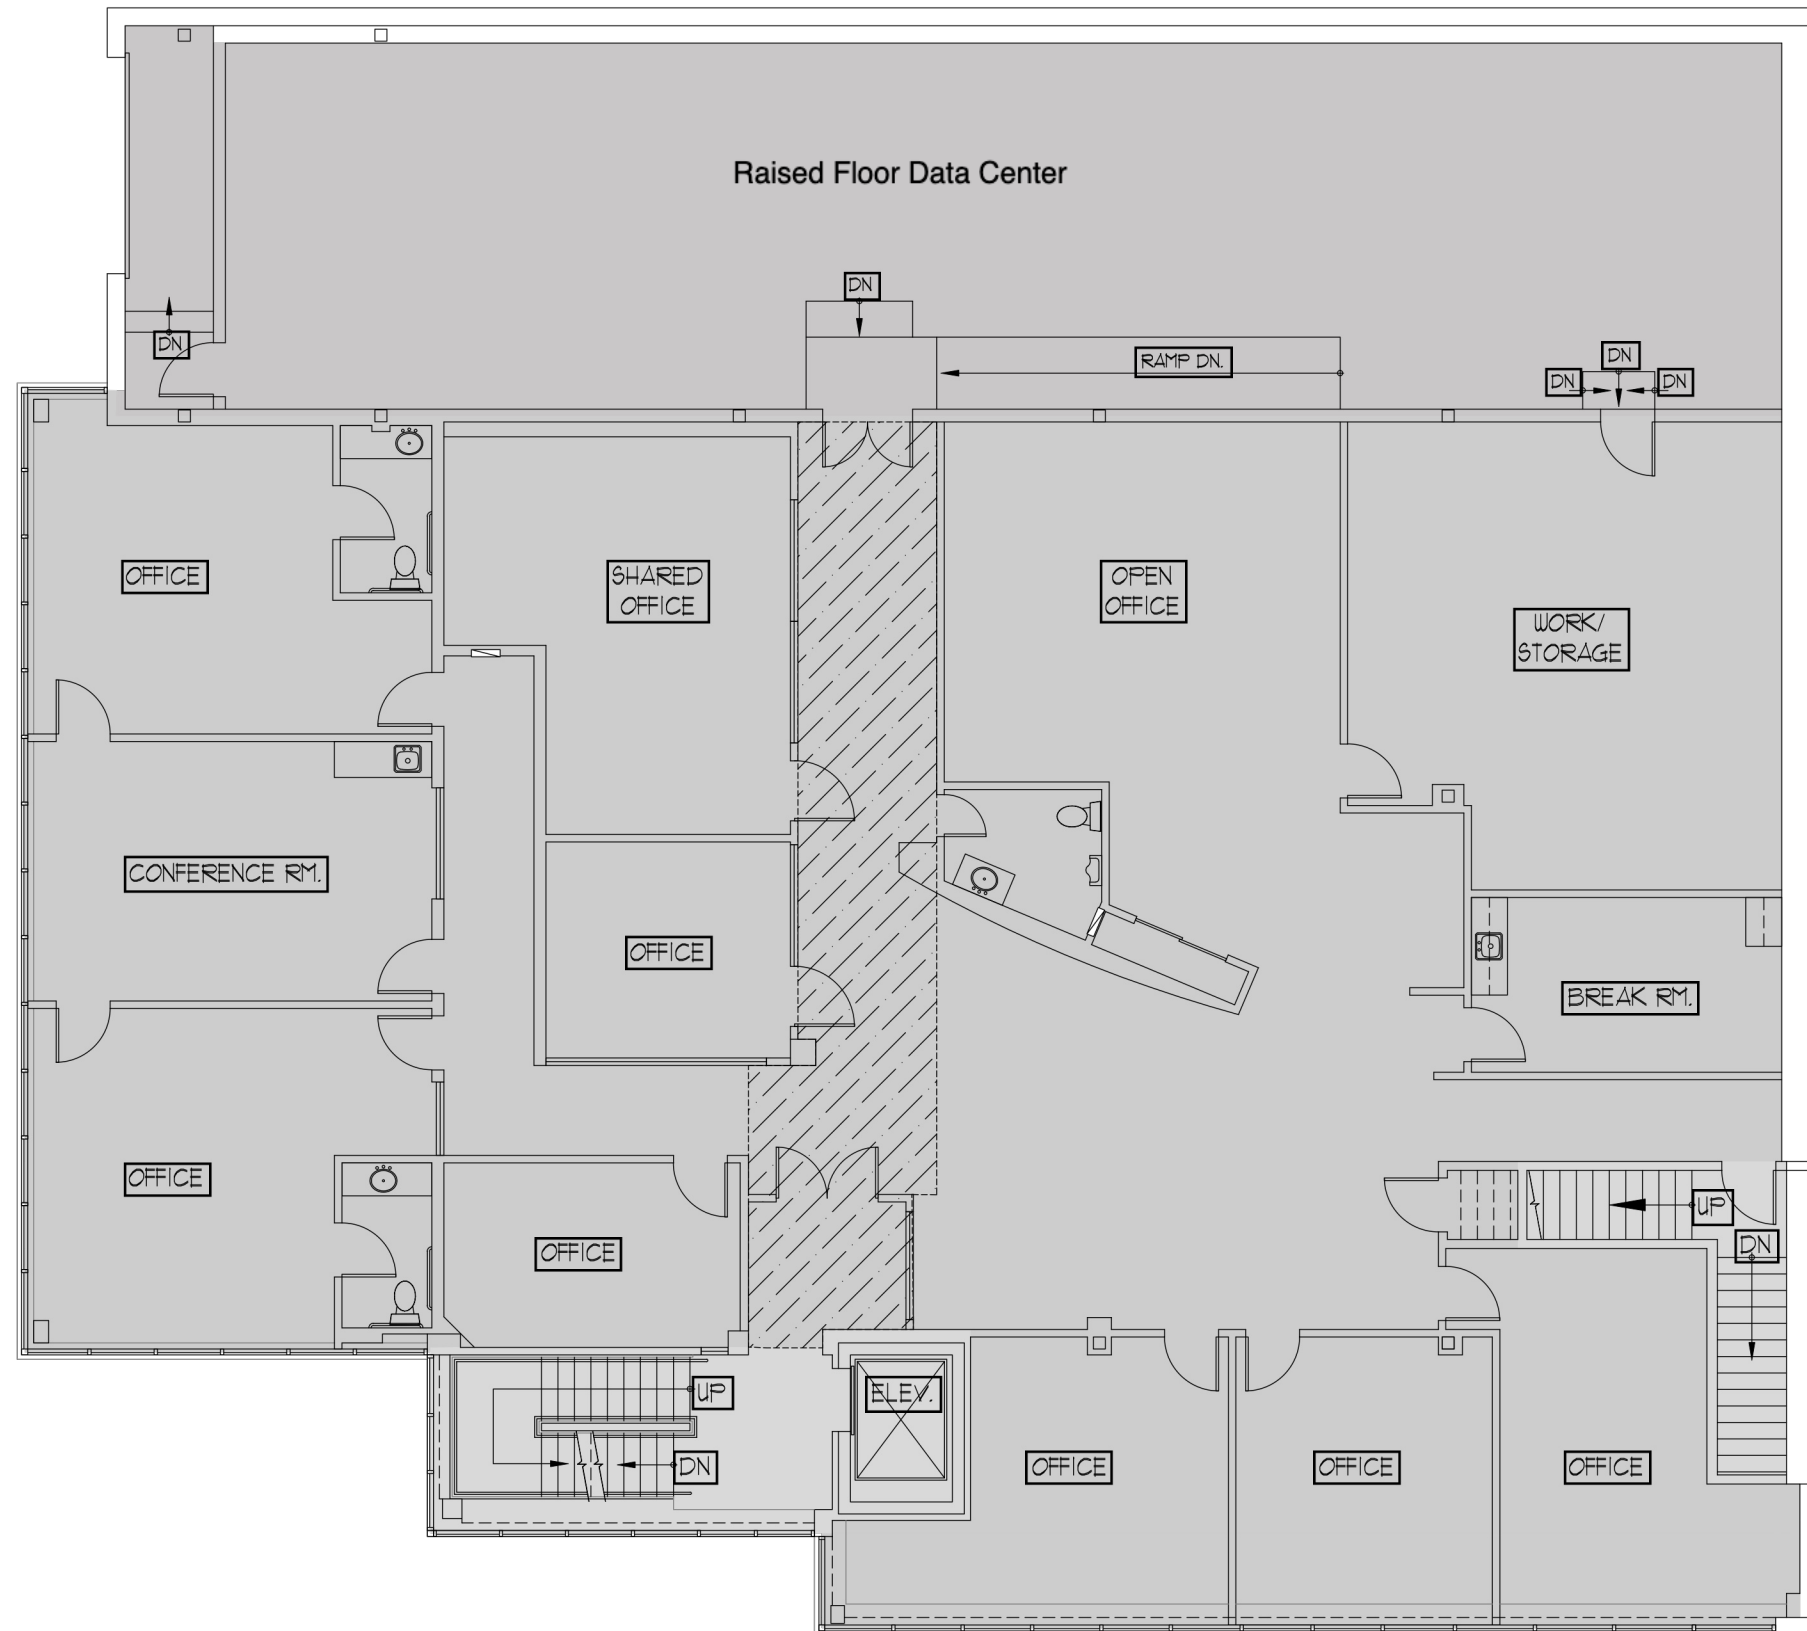 Raised Floor Data Center
DN
DN
RAMP DN.
DN
DN
DN
OFFICE
SHARED
OFFICE
OPEN
OFFICE
WORK/
STORAGE
CONFERENCE RM.
OFFICE
BREAK RM.
OFFICE
OFFICE
UP
DN
UP
ELEV.
DN
OFFICE
OFFICE
OFFICE